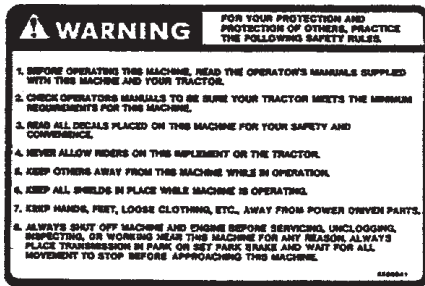 WARNING
FOR YOUR PROTECTION AND
PROTECTION OF OTHERS, PRACTICE
THE FOLLOWING SAFETY RULES.
1. BEFORE OPERATING THIS MACHINE, READ THE OPERATOR'S MANUALS SUPPLIED
WITH THIS MACHINE AND YOUR TRACTOR.
2. CHECK OPERATORS MANUALS TO BE SURE YOUR TRACTOR MEETS THE MINIMUM
REQUIREMENTS FOR THIS MACHINE.
3. READ ALL DECALS PLACED ON THIS MACHINE FOR YOUR SAFETY AND
CONVENIENCE.
4. NEVER ALLOW RIDERS ON THIS IMPLEMENT OR THE TRACTOR.
5. KEEP OTHERS AWAY FROM THIS MACHINE WHILE IN OPERATION.
6. KEEP ALL SHIELDS IN PLACE WHILE MACHINE IS OPERATING.
7. KEEP HANDS, FEET, LOOSE CLOTHING, ETC., AWAY FROM POWER DRIVEN PARTS.
8. ALWAYS SHUT OFF MACHINE AND ENGINE BEFORE SERVICING, UNCLOGGING,
INSPECTING, OR WORKING NEAR THIS MACHINE FOR ANY REASON, ALWAYS
PLACE TRANSMISSION IN PARK OR SET PARK BRAKE AND WAIT FOR ALL
MOVEMENT TO STOP BEFORE APPROACHING THIS MACHINE.